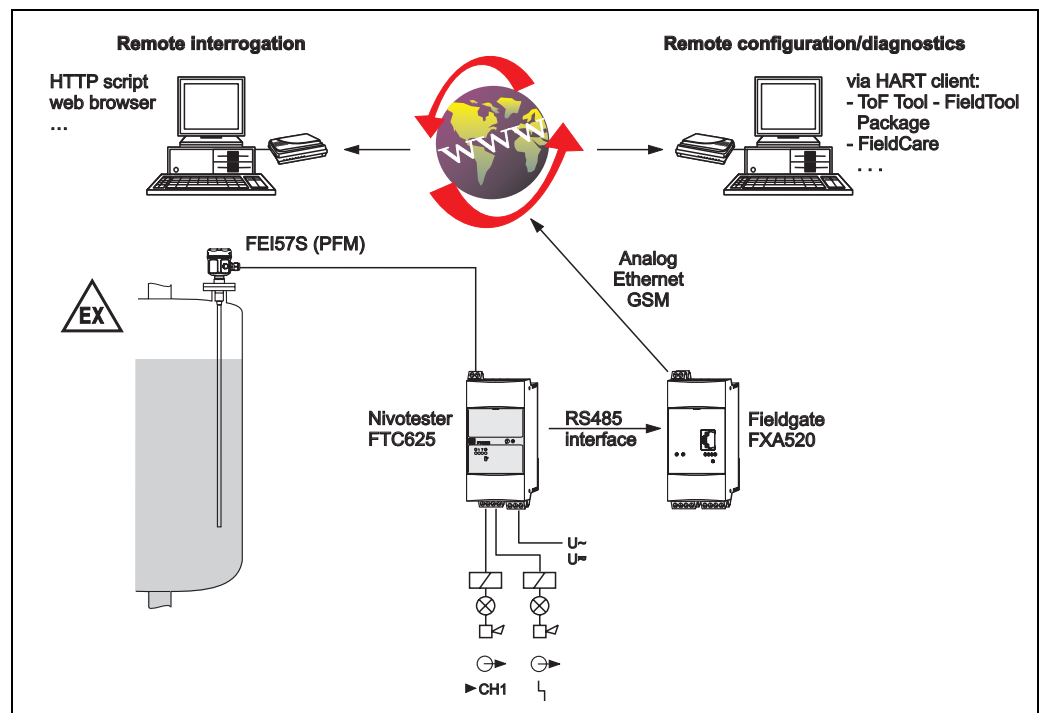 Remote interrogation
HTTP script
web browser
...
Remote configuration/diagnostics
via HART client:
- ToF Tool - FieldTool
Package
- FieldCare
. . .
WWW
FEI57S (PFM)
EX
Analog
Ethernet
GSM
Nivotester
FTC625
RS485
interface
Fieldgate
FXA520
U~
U≂
CH1